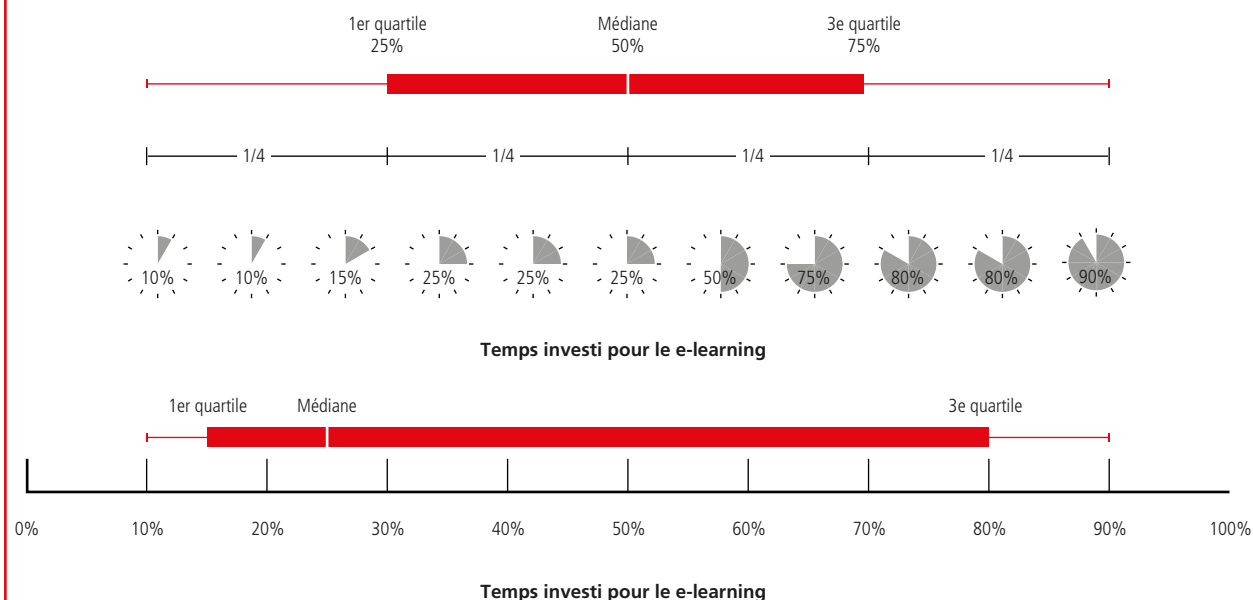 1er quartile Médiane 3e quartile
25% 50% 75%
1/4 1/4 1/4 1/4
10% 10% 15% 25% 25% 25% 50% 75% 80% 80% 90%
Temps investi pour le e-learning
1er quartile Médiane 3e quartile
0% 10% 20% 30% 40% 50% 60% 70% 80% 90% 100%
Temps investi pour le e-learning